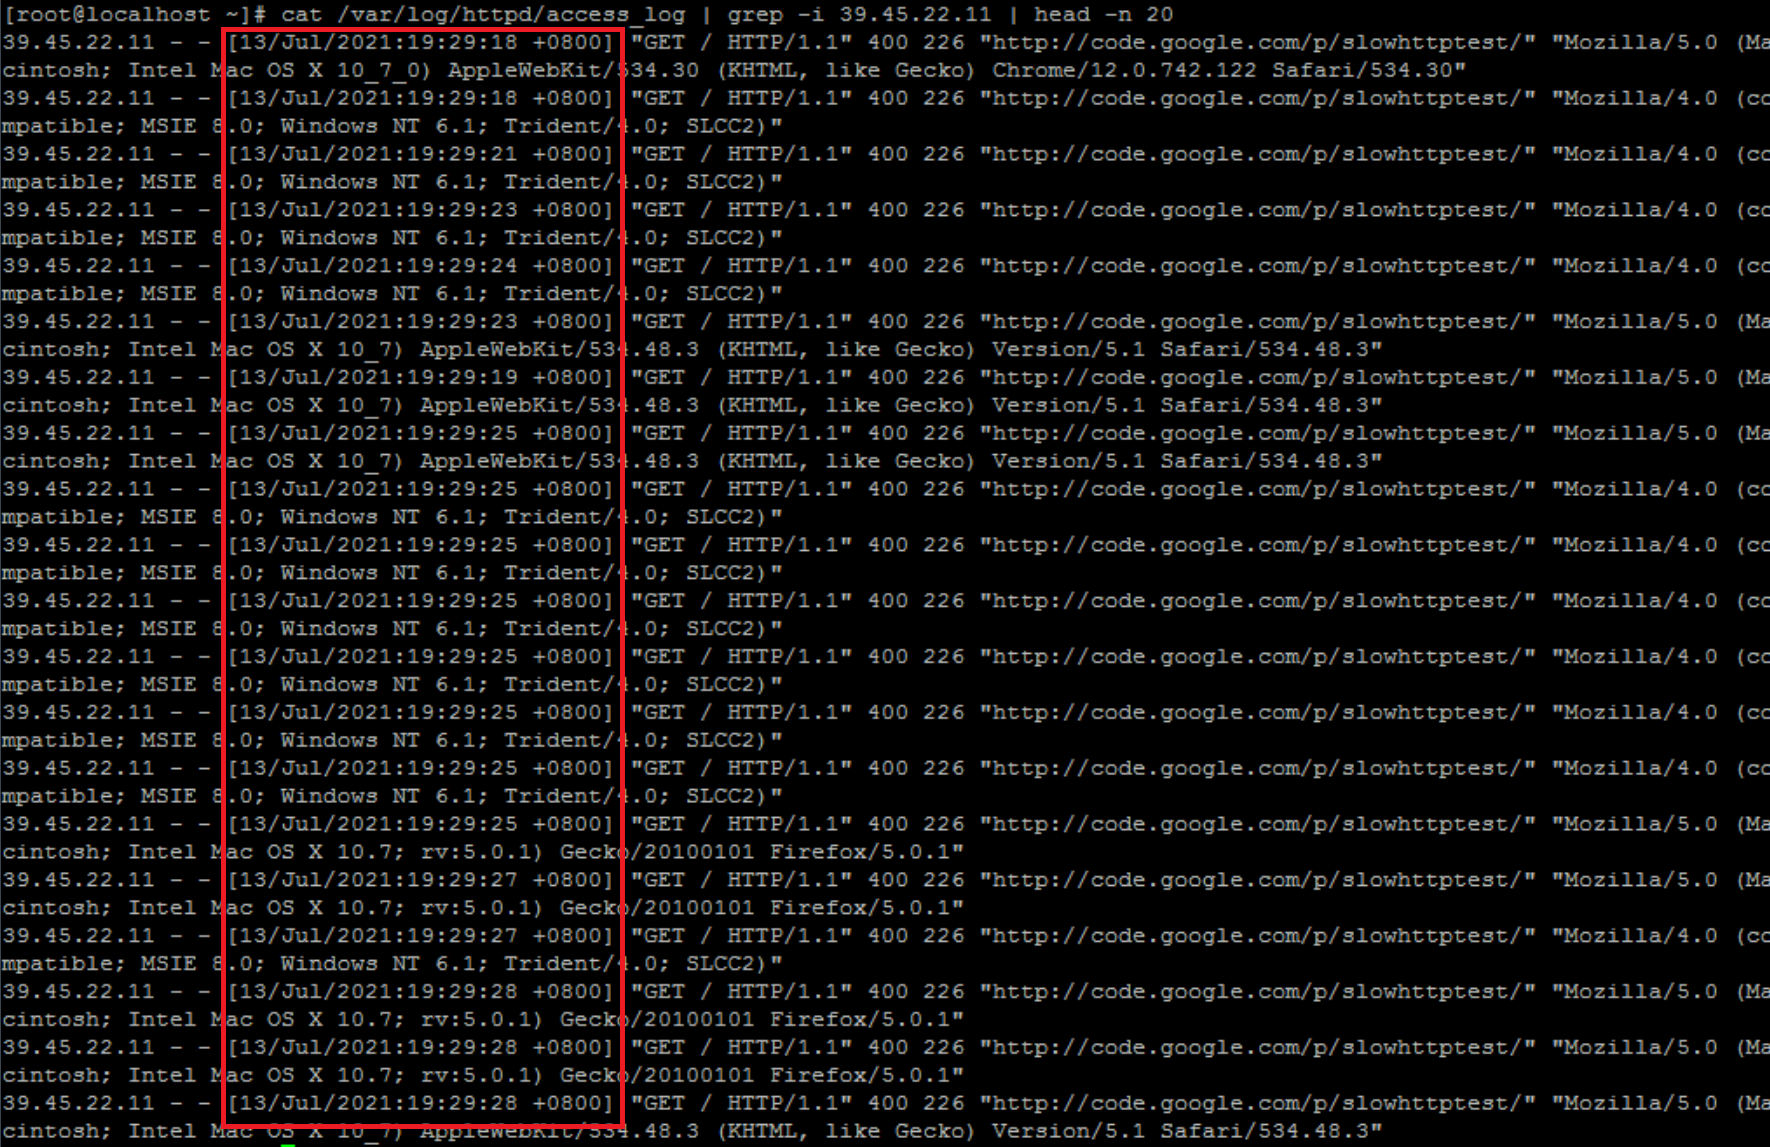 [root@localhost ~]# cat /var/log/httpd/access_log | grep -i 39.45.22.11 | head -n 20
39.45.22.11 - - [13/Jul/2021:19:29:18 +0800] "GET / HTTP/1.1" 400 226 "http://code.google.com/p/slowhttptest/" "Mozilla/5.0 (Ma
cintosh; Intel Mac OS X 10_7_0) AppleWebKit/534.30 (KHTML, like Gecko) Chrome/12.0.742.122 Safari/534.30"
39.45.22.11 - - [13/Jul/2021:19:29:18 +0800] "GET / HTTP/1.1" 400 226 "http://code.google.com/p/slowhttptest/" "Mozilla/4.0 (co
mpatible; MSIE 8.0; Windows NT 6.1; Trident/4.0; SLCC2)"
39.45.22.11 - - [13/Jul/2021:19:29:21 +0800] "GET / HTTP/1.1" 400 226 "http://code.google.com/p/slowhttptest/" "Mozilla/4.0 (co
mpatible; MSIE 8.0; Windows NT 6.1; Trident/4.0; SLCC2)"
39.45.22.11 - - [13/Jul/2021:19:29:23 +0800] "GET / HTTP/1.1" 400 226 "http://code.google.com/p/slowhttptest/" "Mozilla/4.0 (co
mpatible; MSIE 8.0; Windows NT 6.1; Trident/4.0; SLCC2)"
39.45.22.11 - - [13/Jul/2021:19:29:24 +0800] "GET / HTTP/1.1" 400 226 "http://code.google.com/p/slowhttptest/" "Mozilla/4.0 (co
mpatible; MSIE 8.0; Windows NT 6.1; Trident/4.0; SLCC2)"
39.45.22.11 - - [13/Jul/2021:19:29:23 +0800] "GET / HTTP/1.1" 400 226 "http://code.google.com/p/slowhttptest/" "Mozilla/5.0 (Ma
cintosh; Intel Mac OS X 10_7) AppleWebKit/534.48.3 (KHTML, like Gecko) Version/5.1 Safari/534.48.3"
39.45.22.11 - - [13/Jul/2021:19:29:19 +0800] "GET / HTTP/1.1" 400 226 "http://code.google.com/p/slowhttptest/" "Mozilla/5.0 (Ma
cintosh; Intel Mac OS X 10_7) AppleWebKit/534.48.3 (KHTML, like Gecko) Version/5.1 Safari/534.48.3"
39.45.22.11 - - [13/Jul/2021:19:29:25 +0800] "GET / HTTP/1.1" 400 226 "http://code.google.com/p/slowhttptest/" "Mozilla/5.0 (Ma
cintosh; Intel Mac OS X 10_7) AppleWebKit/534.48.3 (KHTML, like Gecko) Version/5.1 Safari/534.48.3"
39.45.22.11 - - [13/Jul/2021:19:29:25 +0800] "GET / HTTP/1.1" 400 226 "http://code.google.com/p/slowhttptest/" "Mozilla/4.0 (co
mpatible; MSIE 8.0; Windows NT 6.1; Trident/4.0; SLCC2)"
39.45.22.11 - - [13/Jul/2021:19:29:25 +0800] "GET / HTTP/1.1" 400 226 "http://code.google.com/p/slowhttptest/" "Mozilla/4.0 (co
mpatible; MSIE 8.0; Windows NT 6.1; Trident/4.0; SLCC2)"
39.45.22.11 - - [13/Jul/2021:19:29:25 +0800] "GET / HTTP/1.1" 400 226 "http://code.google.com/p/slowhttptest/" "Mozilla/4.0 (co
mpatible; MSIE 8.0; Windows NT 6.1; Trident/4.0; SLCC2)"
39.45.22.11 - - [13/Jul/2021:19:29:25 +0800] "GET / HTTP/1.1" 400 226 "http://code.google.com/p/slowhttptest/" "Mozilla/4.0 (co
mpatible; MSIE 8.0; Windows NT 6.1; Trident/4.0; SLCC2)"
39.45.22.11 - - [13/Jul/2021:19:29:25 +0800] "GET / HTTP/1.1" 400 226 "http://code.google.com/p/slowhttptest/" "Mozilla/4.0 (co
mpatible; MSIE 8.0; Windows NT 6.1; Trident/4.0; SLCC2)"
39.45.22.11 - - [13/Jul/2021:19:29:25 +0800] "GET / HTTP/1.1" 400 226 "http://code.google.com/p/slowhttptest/" "Mozilla/4.0 (co
mpatible; MSIE 8.0; Windows NT 6.1; Trident/4.0; SLCC2)"
39.45.22.11 - - [13/Jul/2021:19:29:25 +0800] "GET / HTTP/1.1" 400 226 "http://code.google.com/p/slowhttptest/" "Mozilla/5.0 (Ma
cintosh; Intel Mac OS X 10.7; rv:5.0.1) Gecko/20100101 Firefox/5.0.1"
39.45.22.11 - - [13/Jul/2021:19:29:27 +0800] "GET / HTTP/1.1" 400 226 "http://code.google.com/p/slowhttptest/" "Mozilla/5.0 (Ma
cintosh; Intel Mac OS X 10.7; rv:5.0.1) Gecko/20100101 Firefox/5.0.1"
39.45.22.11 - - [13/Jul/2021:19:29:27 +0800] "GET / HTTP/1.1" 400 226 "http://code.google.com/p/slowhttptest/" "Mozilla/4.0 (co
mpatible; MSIE 8.0; Windows NT 6.1; Trident/4.0; SLCC2)"
39.45.22.11 - - [13/Jul/2021:19:29:28 +0800] "GET / HTTP/1.1" 400 226 "http://code.google.com/p/slowhttptest/" "Mozilla/5.0 (Ma
cintosh; Intel Mac OS X 10.7; rv:5.0.1) Gecko/20100101 Firefox/5.0.1"
39.45.22.11 - - [13/Jul/2021:19:29:28 +0800] "GET / HTTP/1.1" 400 226 "http://code.google.com/p/slowhttptest/" "Mozilla/5.0 (Ma
cintosh; Intel Mac OS X 10.7; rv:5.0.1) Gecko/20100101 Firefox/5.0.1"
39.45.22.11 - - [13/Jul/2021:19:29:28 +0800] "GET / HTTP/1.1" 400 226 "http://code.google.com/p/slowhttptest/" "Mozilla/5.0 (Ma
cintosh; Intel Mac OS X 10_7) AppleWebKit/534.48.3 (KHTML, like Gecko) Version/5.1 Safari/534.48.3"